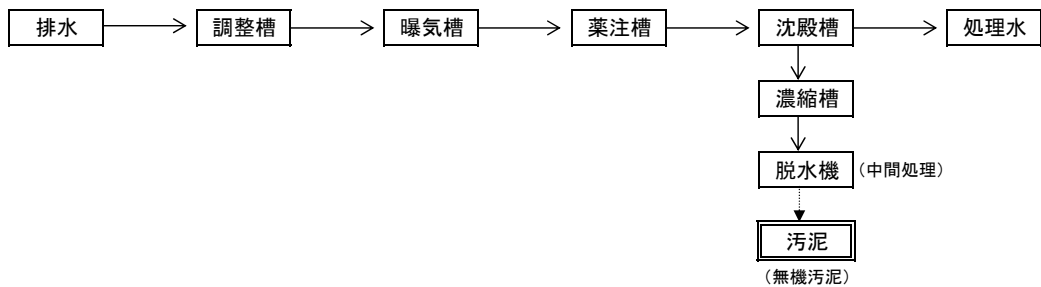 排水
調整槽
曝気槽
薬注槽
沈殿槽
処理水
濃縮槽
脱水機
(中間処理)
汚泥
(無機汚泥)